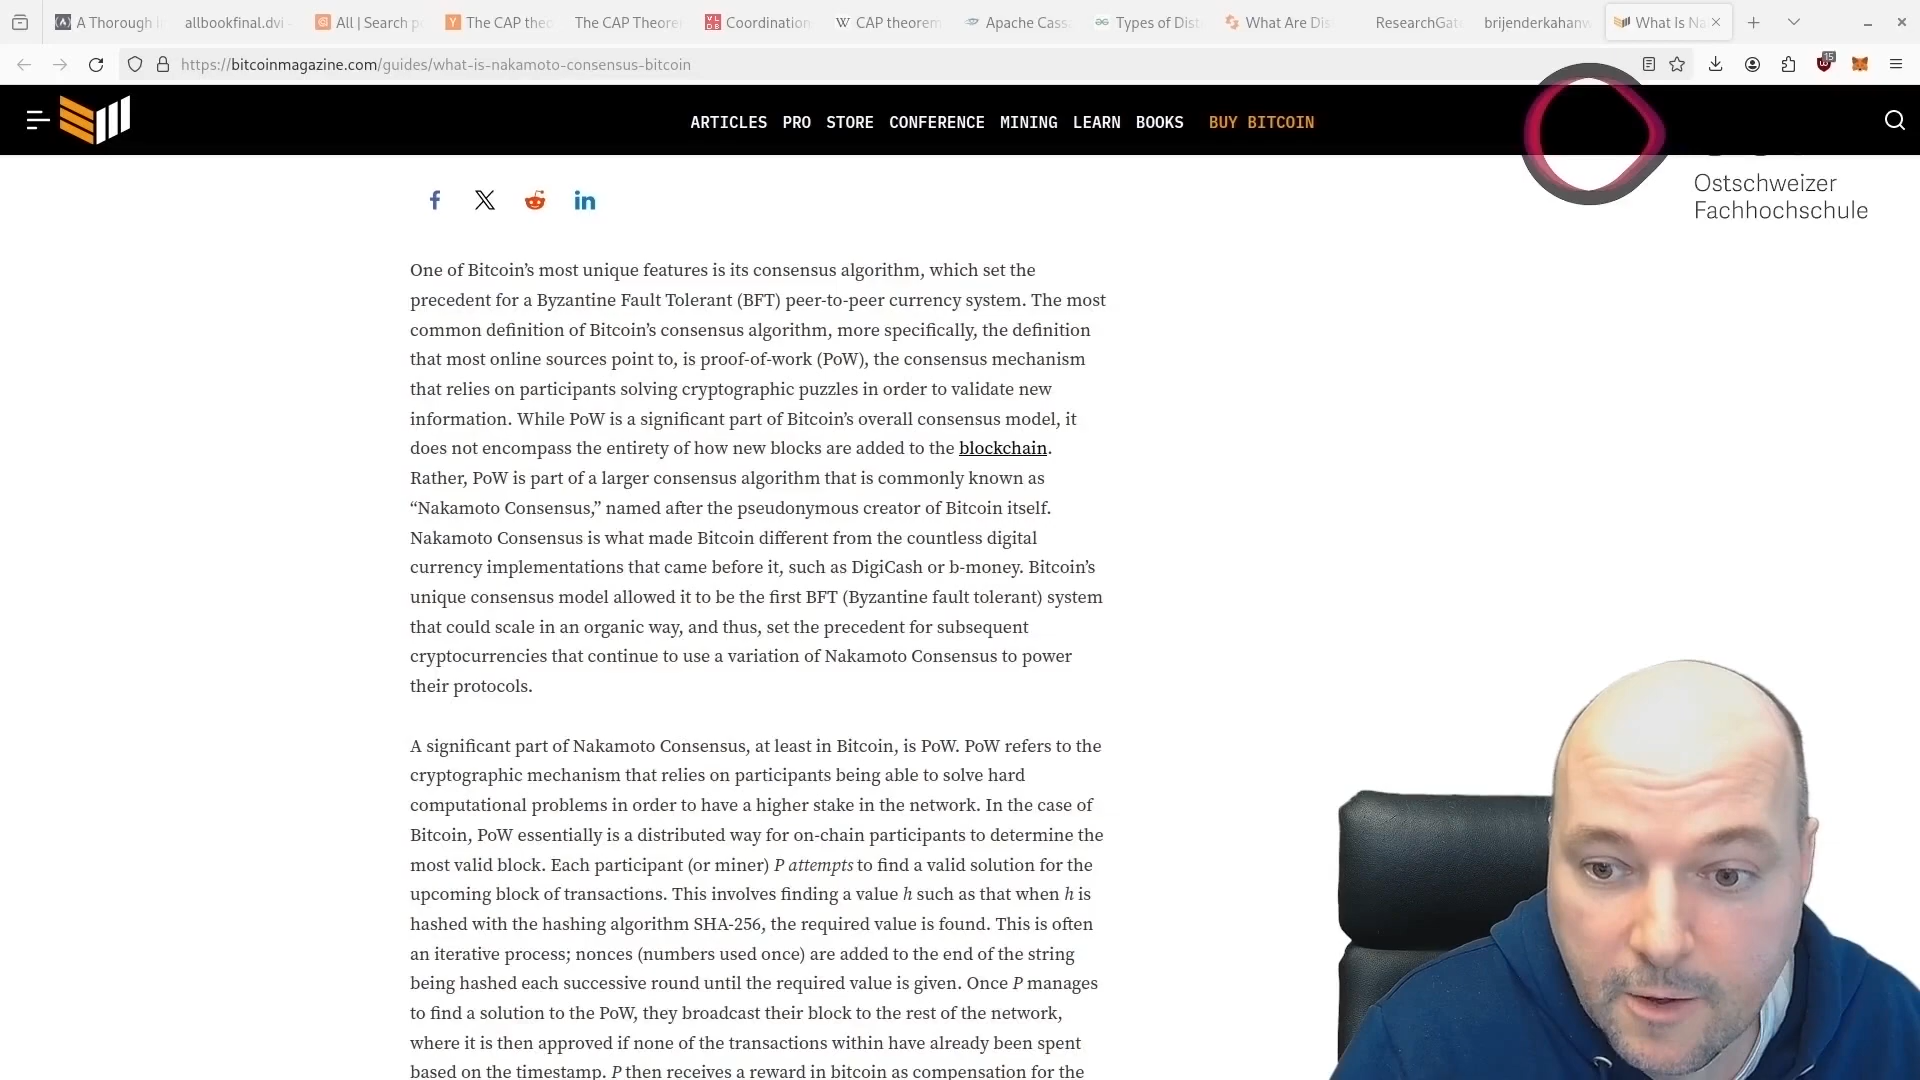 A Thorough I
allbookfinal.dvi -
All | Search p
The CAP theo
The CAP Theore
Coordination
CAP theorem
Apache Cass
Types of Dist
What Are Dis
ResearchGate
brijenderkahanw
What Is Na
https://bitcoinmagazine.com/guides/what-is-nakamoto-consensus-bitcoin
15
ARTICLES PRO STORE CONFERENCE MINING LEARN BOOKS BUY BITCOIN
Ostschweizer
Fachhochschule
One of Bitcoin’s most unique features is its consensus algorithm, which set the
precedent for a Byzantine Fault Tolerant (BFT) peer-to-peer currency system. The most
common definition of Bitcoin’s consensus algorithm, more specifically, the definition
that most online sources point to, is proof-of-work (PoW), the consensus mechanism
that relies on participants solving cryptographic puzzles in order to validate new
information. While PoW is a significant part of Bitcoin’s overall consensus model, it
does not encompass the entirety of how new blocks are added to the blockchain.
Rather, PoW is part of a larger consensus algorithm that is commonly known as
“Nakamoto Consensus,” named after the pseudonymous creator of Bitcoin itself.
Nakamoto Consensus is what made Bitcoin different from the countless digital
currency implementations that came before it, such as DigiCash or b-money. Bitcoin’s
unique consensus model allowed it to be the first BFT (Byzantine fault tolerant) system
that could scale in an organic way, and thus, set the precedent for subsequent
cryptocurrencies that continue to use a variation of Nakamoto Consensus to power
their protocols.
A significant part of Nakamoto Consensus, at least in Bitcoin, is PoW. PoW refers to the
cryptographic mechanism that relies on participants being able to solve hard
computational problems in order to have a higher stake in the network. In the case of
Bitcoin, PoW essentially is a distributed way for on-chain participants to determine the
most valid block. Each participant (or miner) P attempts to find a valid solution for the
upcoming block of transactions. This involves finding a value h such as that when h is
hashed with the hashing algorithm SHA-256, the required value is found. This is often
an iterative process; nonces (numbers used once) are added to the end of the string
being hashed each successive round until the required value is given. Once P manages
to find a solution to the PoW, they broadcast their block to the rest of the network,
where it is then approved if none of the transactions within have already been spent
based on the timestamp. P then receives a reward in bitcoin as compensation for the